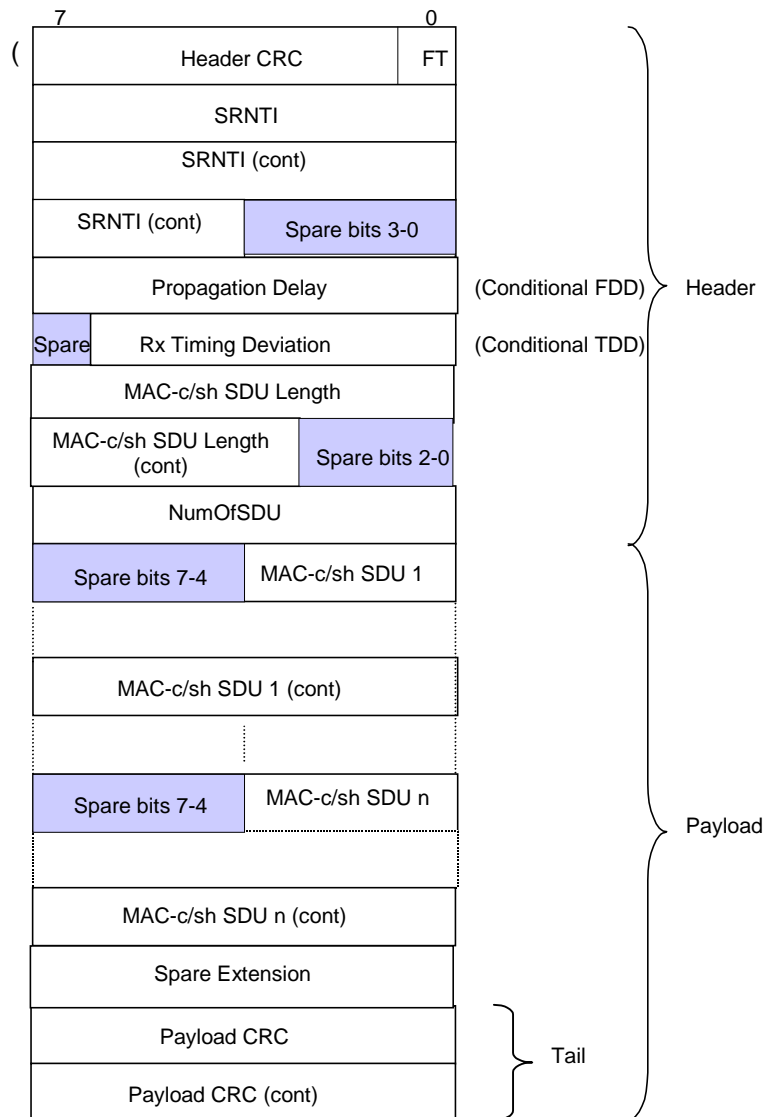 7 0
(
Header CRC FT
SRNTI
SRNTI (cont)
SRNTI (cont) Spare bits 3-0
Propagation Delay (Conditional FDD) Header
Spare Rx Timing Deviation (Conditional TDD)
MAC-c/sh SDU Length
MAC-c/sh SDU Length
(cont)
Spare bits 2-0
NumOfSDU
Spare bits 7-4 MAC-c/sh SDU 1
MAC-c/sh SDU 1 (cont)
Spare bits 7-4 MAC-c/sh SDU n
Payload
MAC-c/sh SDU n (cont)
Spare Extension
Payload CRC
Tail
Payload CRC (cont)